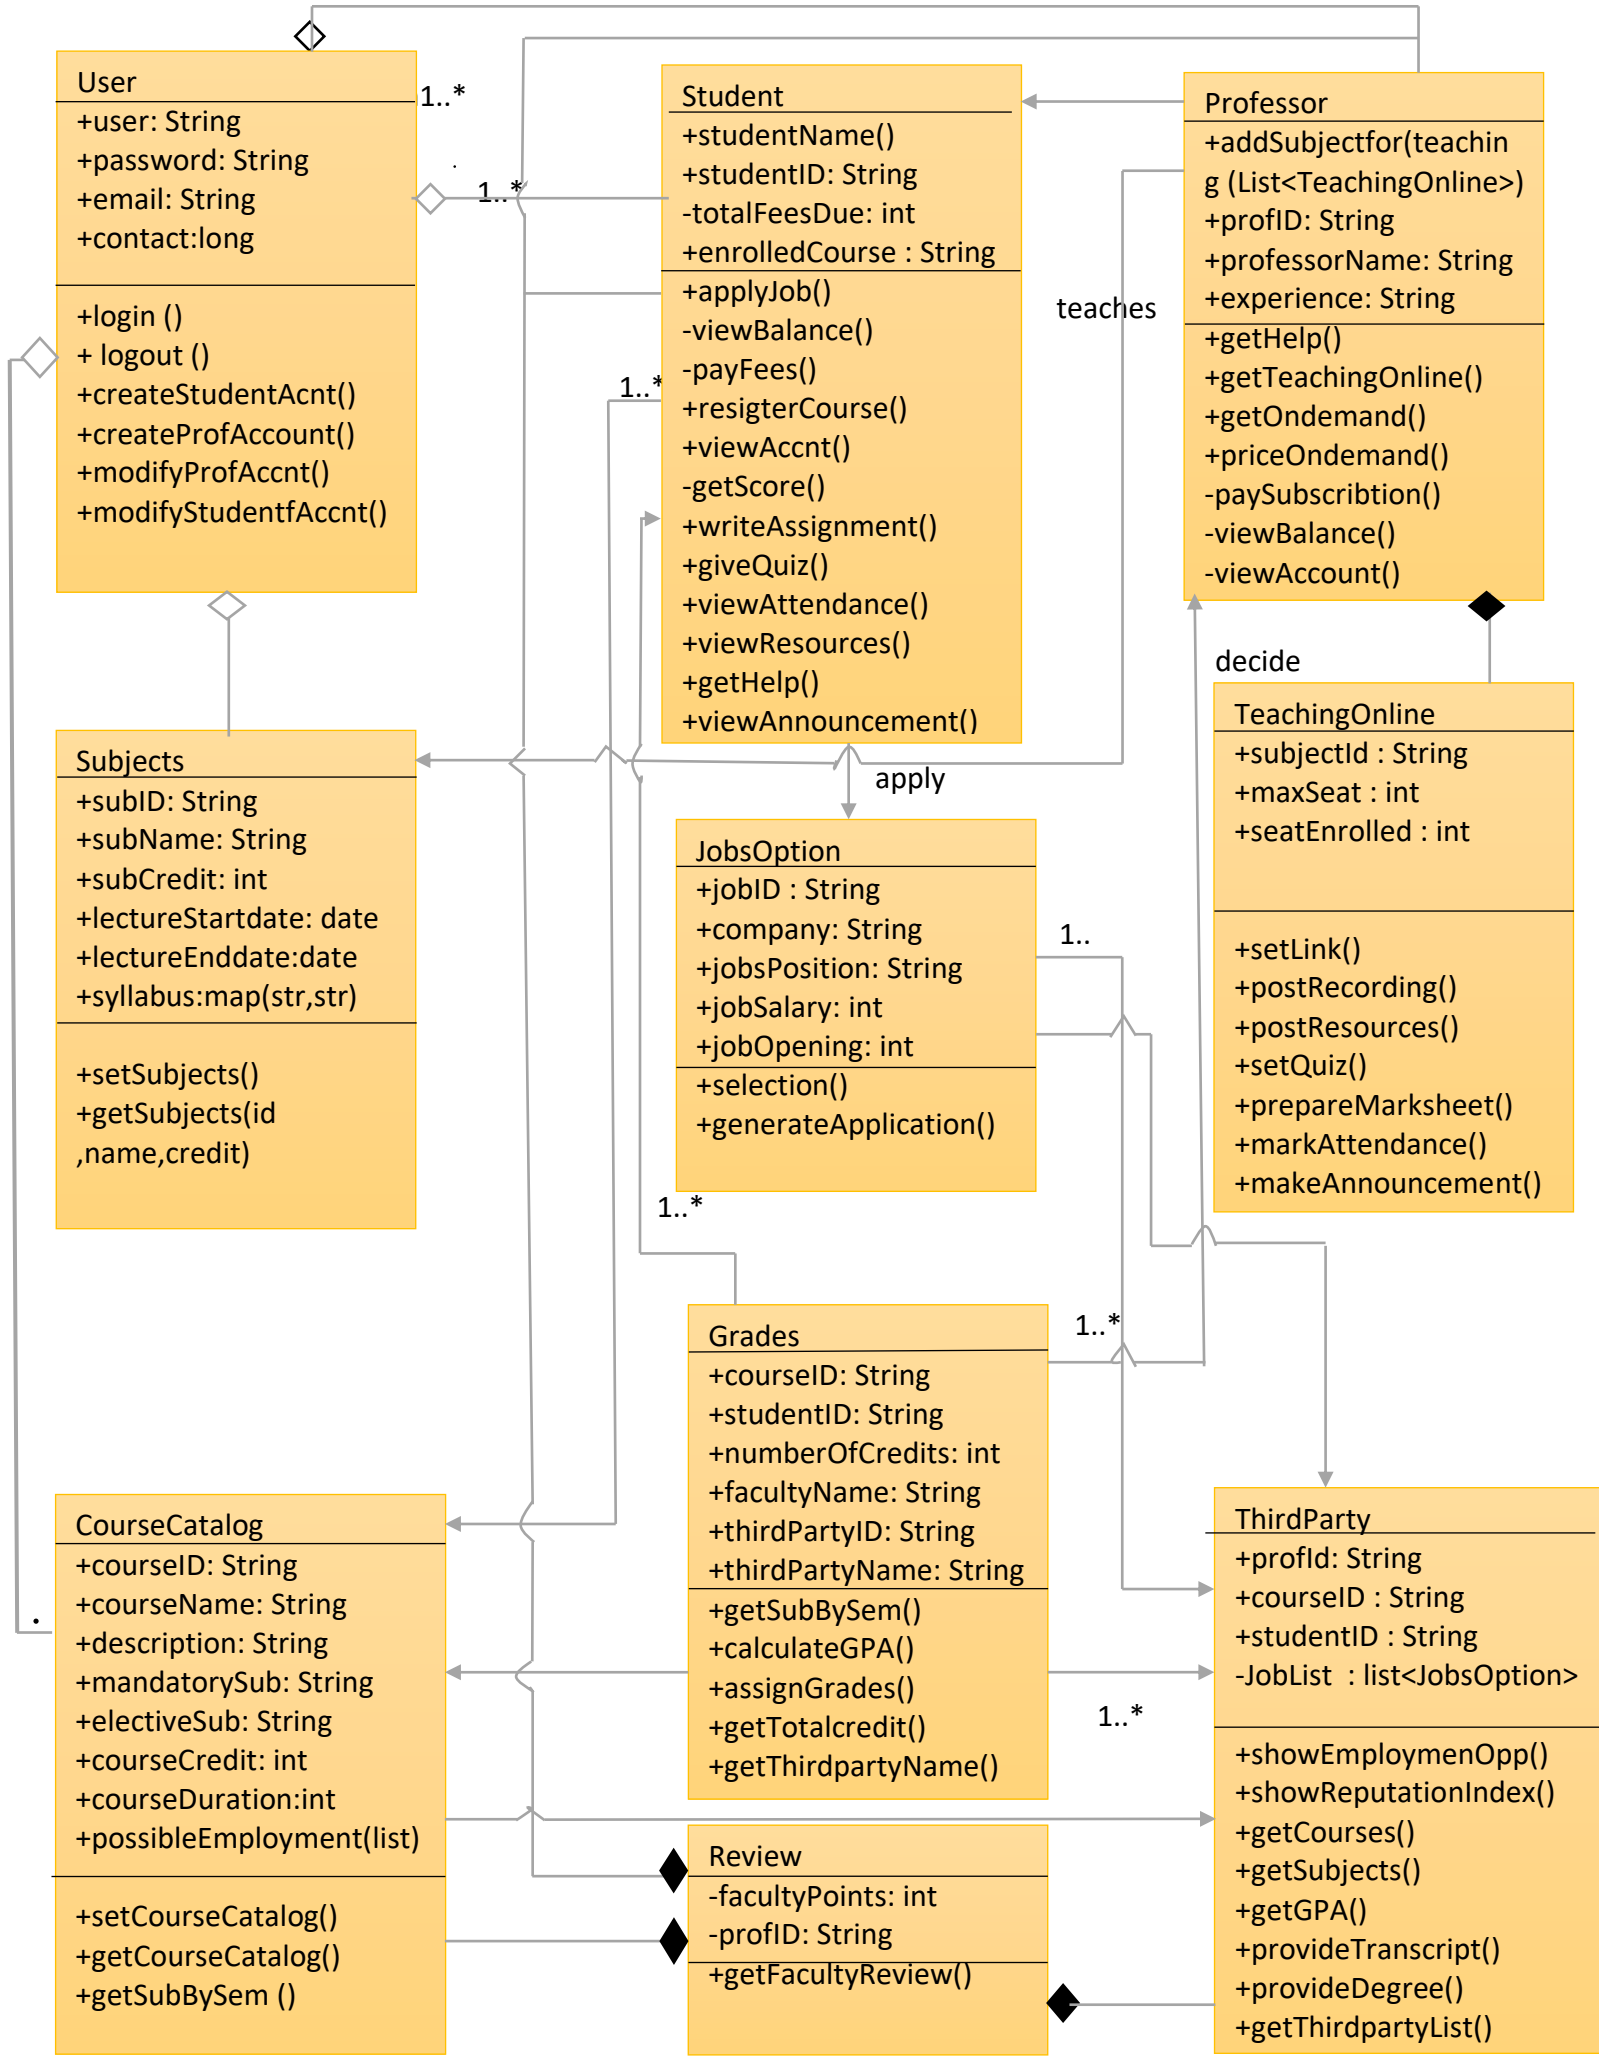 User
+user: String
+password: String
+email: String
+contact:long
+login ()
+ logout ()
+createStudentAcnt()
+createProfAccount()
+modifyProfAccnt()
+modifyStudentfAccnt()
1..*
.
1..*
Student
+studentName()
+studentID: String
-totalFeesDue: int
+enrolledCourse : String
+applyJob()
-viewBalance()
-payFees()
+resigterCourse()
+viewAccnt()
-getScore()
+writeAssignment()
+giveQuiz()
+viewAttendance()
+viewResources()
+getHelp()
+viewAnnouncement()
1..*
teaches
Professor
+addSubjectfor(teachin
g (List<TeachingOnline>)
+profID: String
+professorName: String
+experience: String
+getHelp()
+getTeachingOnline()
+getOndemand()
+priceOndemand()
-paySubscribtion()
-viewBalance()
-viewAccount()
decide
Subjects
+subID: String
+subName: String
+subCredit: int
+lectureStartdate: date
+lectureEnddate:date
+syllabus:map(str,str)
+setSubjects()
+getSubjects(id
,name,credit)
apply
JobsOption
+jobID : String
+company: String
+jobsPosition: String
+jobSalary: int
+jobOpening: int
+selection()
+generateApplication()
1..
1..*
TeachingOnline
+subjectId : String
+maxSeat : int
+seatEnrolled : int
+setLink()
+postRecording()
+postResources()
+setQuiz()
+prepareMarksheet()
+markAttendance()
+makeAnnouncement()
Grades
+courseID: String
+studentID: String
+numberOfCredits: int
+facultyName: String
+thirdPartyID: String
+thirdPartyName: String
+getSubBySem()
+calculateGPA()
+assignGrades()
+getTotalcredit()
+getThirdpartyName()
1..*
1..*
CourseCatalog
+courseID: String
+courseName: String
+description: String
+mandatorySub: String
+electiveSub: String
+courseCredit: int
+courseDuration:int
+possibleEmployment(list)
+setCourseCatalog()
+getCourseCatalog()
+getSubBySem ()
.
Review
-facultyPoints: int
-profID: String
+getFacultyReview()
ThirdParty
+profId: String
+courseID : String
+studentID : String
-JobList : list<JobsOption>
+showEmploymenOpp()
+showReputationIndex()
+getCourses()
+getSubjects()
+getGPA()
+provideTranscript()
+provideDegree()
+getThirdpartyList()